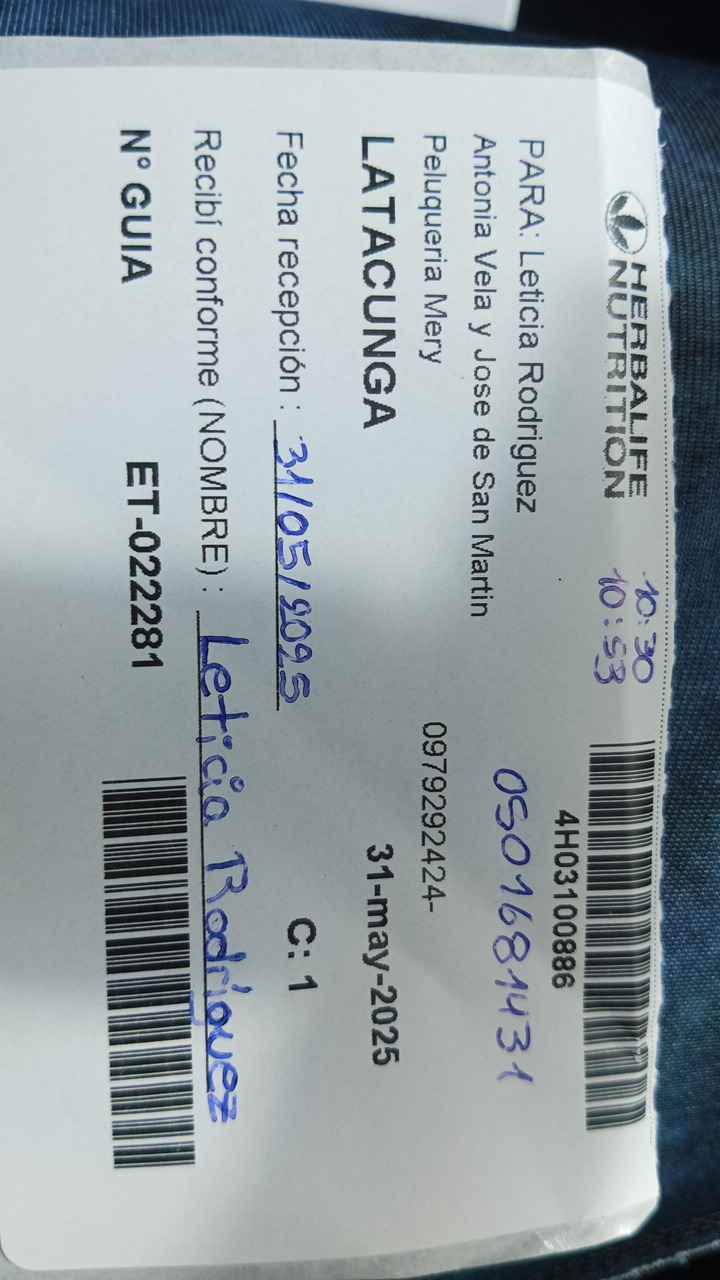 HERBALIFE
NUTRITION
10:30
10:53
4H03100886
PARA: Leticia Rodriguez
0501681431
Antonia Vela y Jose de San Martin
Peluqueria Mery
0979292424-
LATACUNGA
31-may-2025
Fecha recepción : 31/05/2025
C: 1
Recibí conforme (NOMBRE) : Leticia Rodríguez
N° GUIA
ET-022281